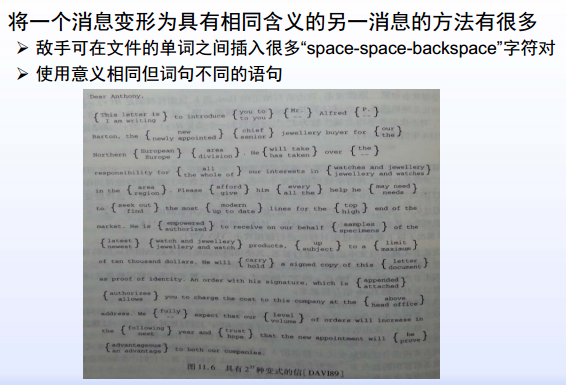 将一个消息变形为具有相同含义的另一消息的方法有很多
➢ 敌手可在文件的单词之间插入很多“space-space-backspace”字符对
➢ 使用意义相同但词句不同的语句
Dear Anthony,
{This letter is / I am writing} to introduce {you to / to you} {Mr. / --} Alfred {P. / --}
Barton, the {new / newly appointed} {chief / senior} jewellery buyer for {our / the}
Northern {European / Europe} {area / division}. He {will take / has taken} over {the / --}
responsibility for {all / the whole of} our interests in {watches and jewellery / jewellery and watches}
in the {area / region}. Please {afford / give} him {every / all the} help he {may need / needs}
to {seek out / find} the most {modern / up to date} lines for the {top / high} end of the
market. He is {empowered / authorized} to receive on our behalf {samples / specimens} of the
{latest / newest} {watch and jewellery / jewellery and watch} products, {up / subject} to a {limit / maximum}
of ten thousand dollars. He will {carry / hold} a signed copy of this {letter / document}
as proof of identity. An order with his signature, which is {appended / attached}
{authorizes / allows} you to charge the cost to this company at the {above / head office}
address. We {fully / --} expect that our {level / volume} of orders will increase in
the {following / next} year and {trust / hope} that the new appointment will {be / prove}
{advantageous / an advantage} to both our companies.
图 11.6 具有 2³⁷ 种变式的信[DAVI89]